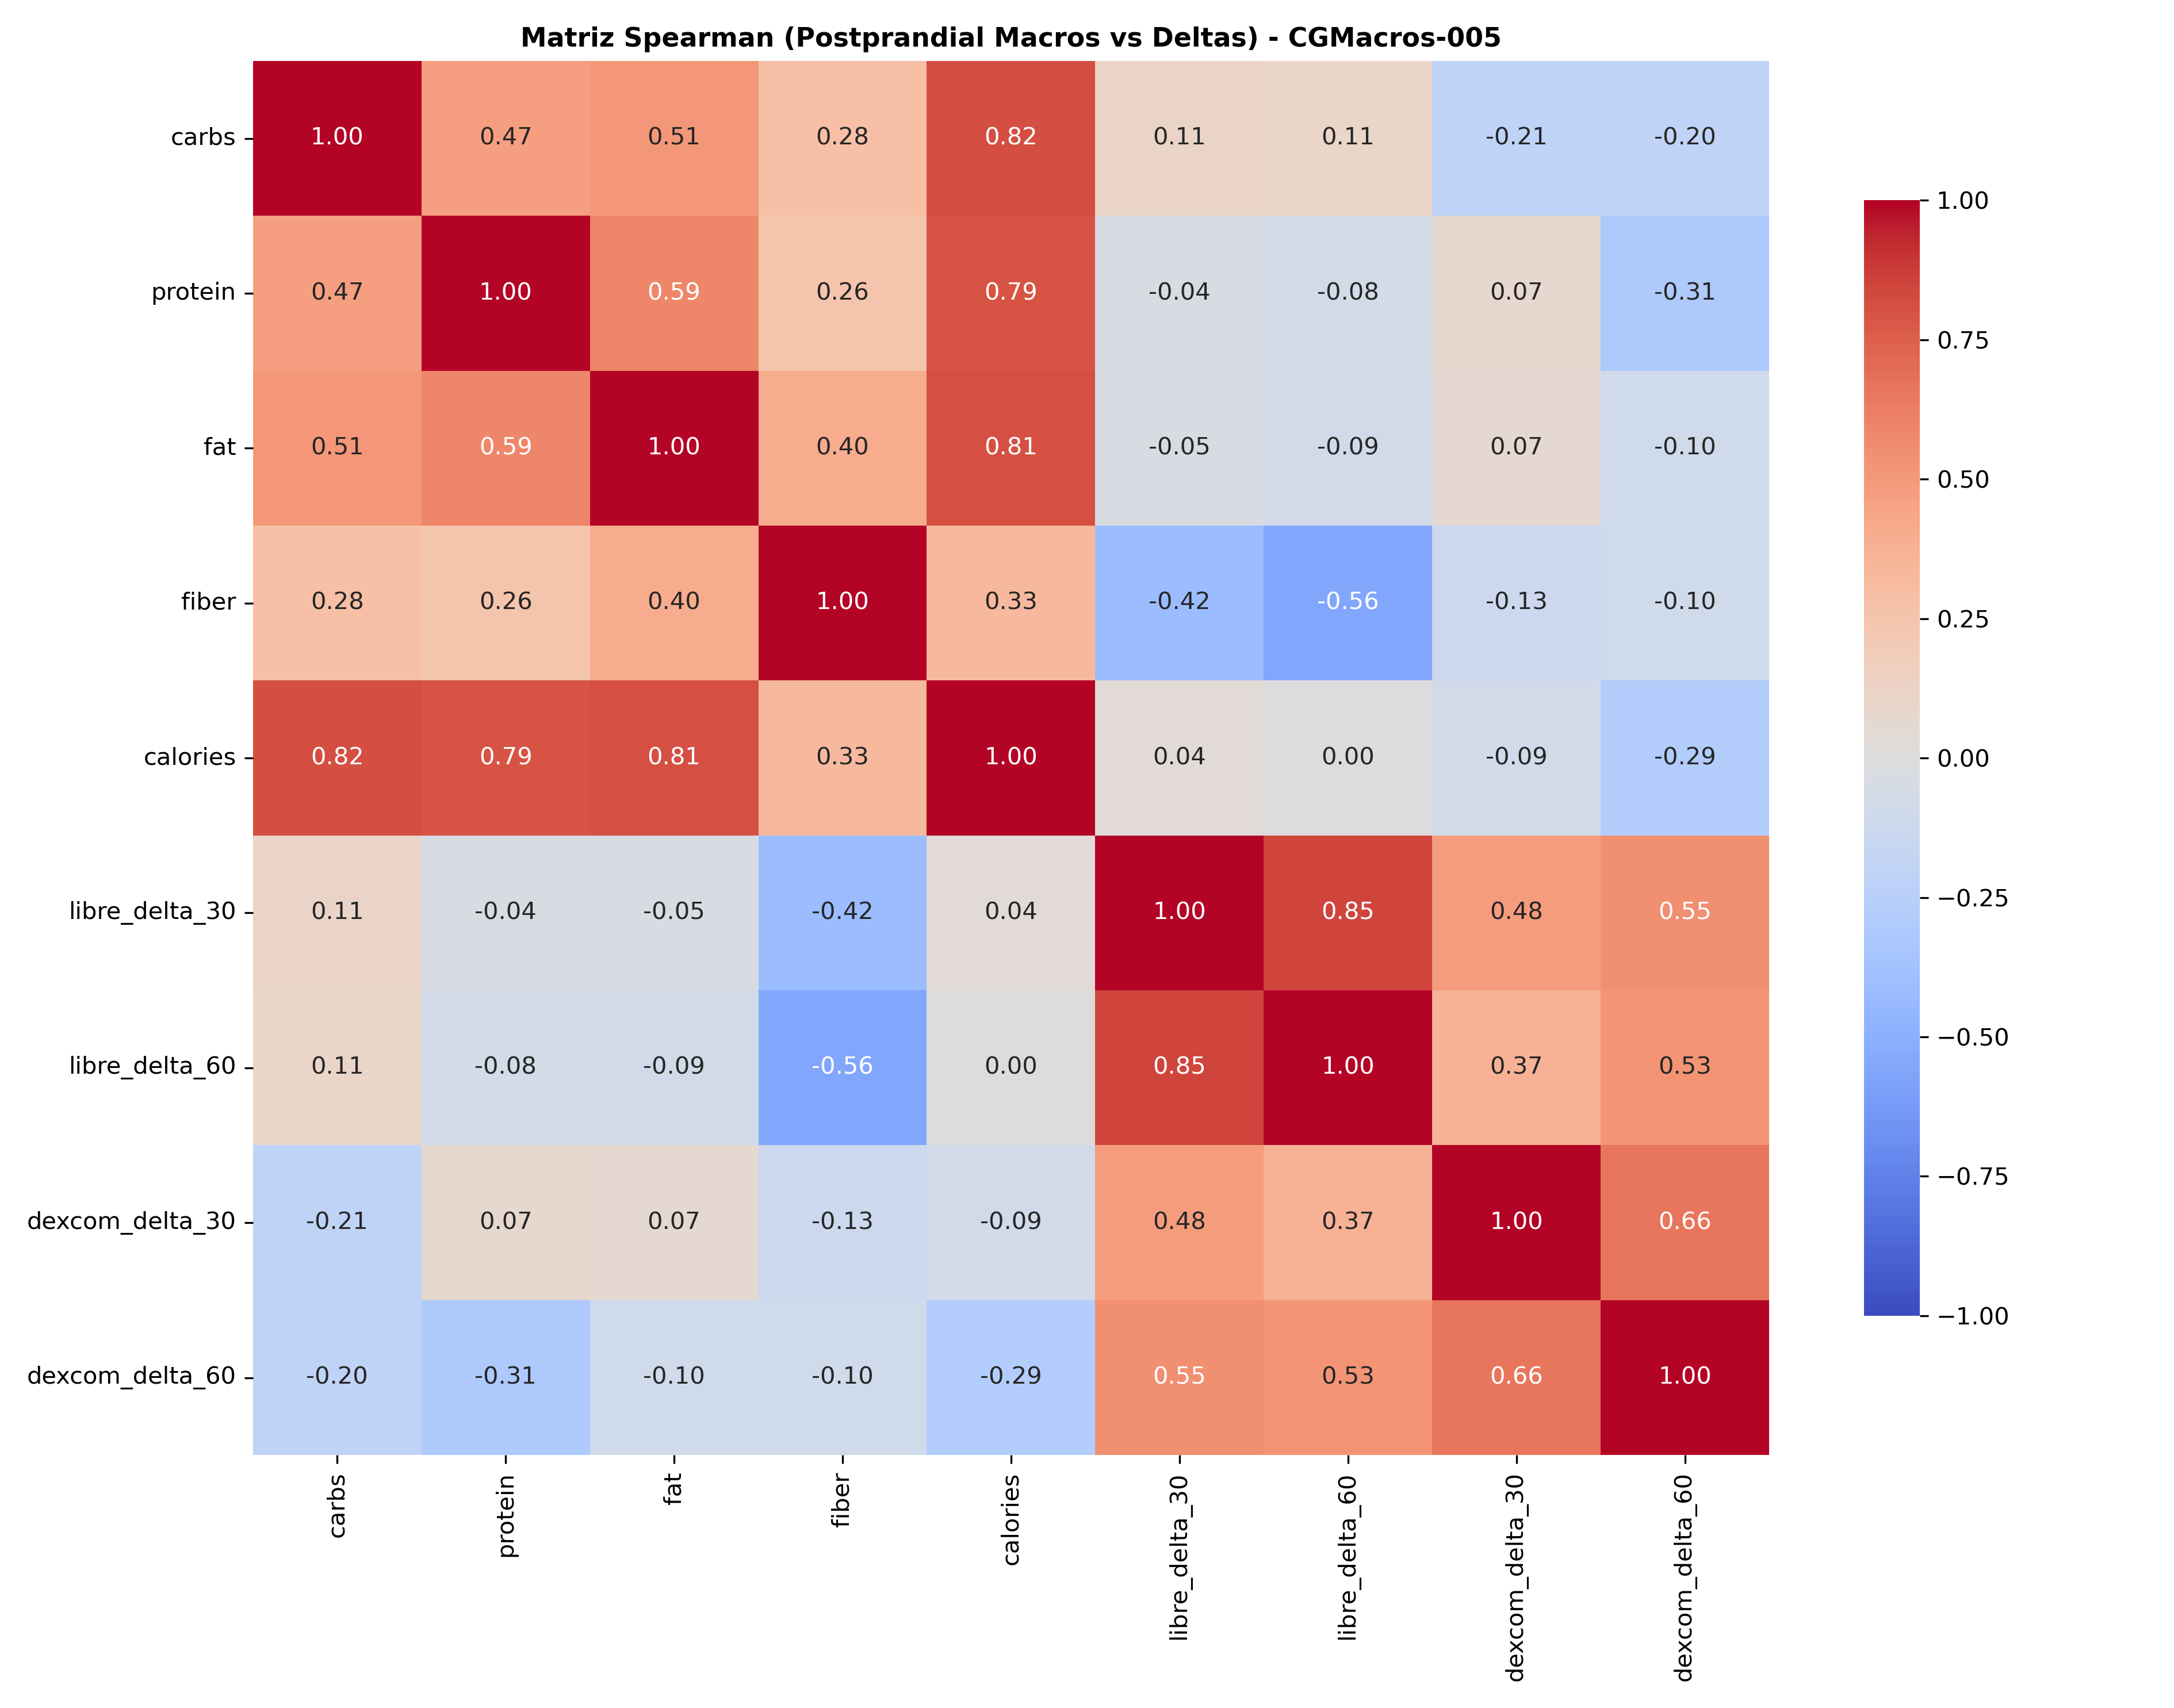 Matriz Spearman (Postprandial Macros vs Deltas) - CGMacros-005
carbs 1.00 0.47 0.51 0.28 0.82 0.11 0.11 -0.21 -0.20
protein 0.47 1.00 0.59 0.26 0.79 -0.04 -0.08 0.07 -0.31
fat 0.51 0.59 1.00 0.40 0.81 -0.05 -0.09 0.07 -0.10
fiber 0.28 0.26 0.40 1.00 0.33 -0.42 -0.56 -0.13 -0.10
calories 0.82 0.79 0.81 0.33 1.00 0.04 0.00 -0.09 -0.29
libre_delta_30 0.11 -0.04 -0.05 -0.42 0.04 1.00 0.85 0.48 0.55
libre_delta_60 0.11 -0.08 -0.09 -0.56 0.00 0.85 1.00 0.37 0.53
dexcom_delta_30 -0.21 0.07 0.07 -0.13 -0.09 0.48 0.37 1.00 0.66
dexcom_delta_60 -0.20 -0.31 -0.10 -0.10 -0.29 0.55 0.53 0.66 1.00
carbs protein fat fiber calories libre_delta_30 libre_delta_60 dexcom_delta_30 dexcom_delta_60
1.00
0.75
0.50
0.25
0.00
−0.25
−0.50
−0.75
−1.00